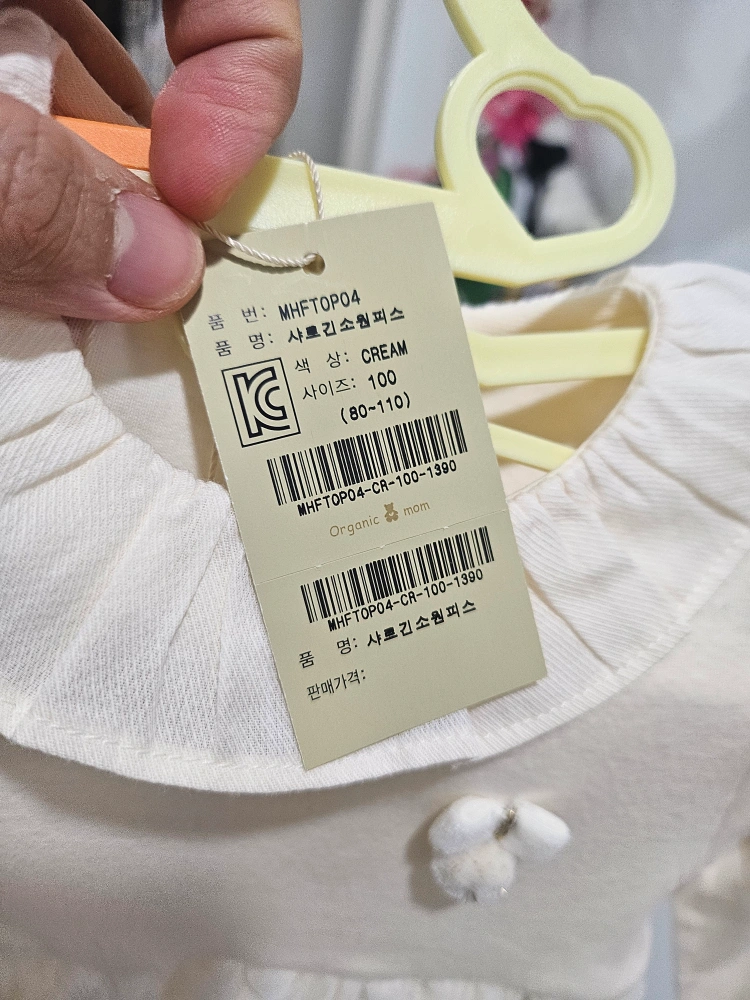 품 번: MHFTOP04
품 명: 샤르긴소원피스
색 상: CREAM
사이즈: 100
(80~110)
MHFTOP04-CR-100-1390
Organic mom
MHFTOP04-CR-100-1390
품 명: 샤르긴소원피스
판매가격: